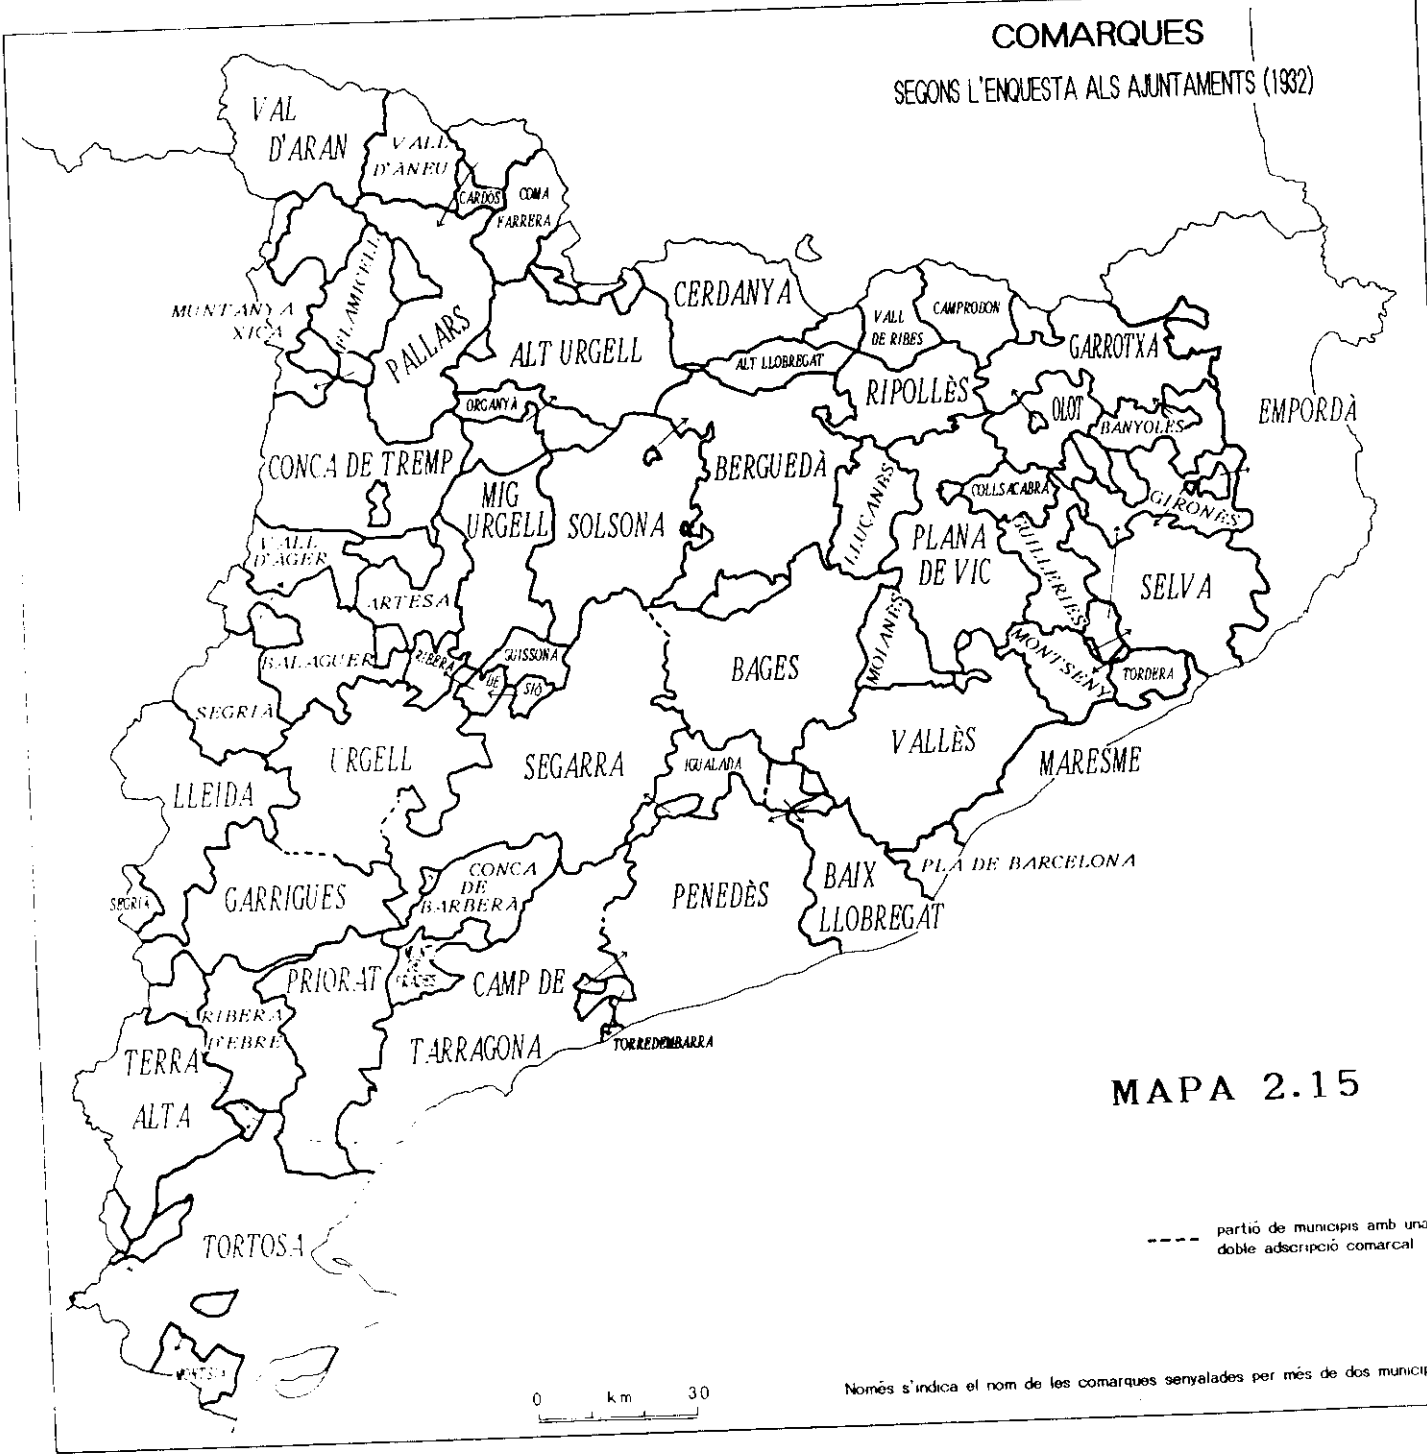 COMARQUES
SEGONS L'ENQUESTA ALS AJUNTAMENTS (1932)
VAL
D'ARAN
VALL
D'ÀNEU
CARDÓS
COMA
FARRERA
MUNTANYA
XICA
FLAMICELL
PALLARS
CERDANYA
ALT URGELL
ALT LLOBREGAT
VALL
DE RIBES
CAMPRODON
RIPOLLÈS
GARROTXA
EMPORDÀ
ORGANYÀ
OLOT
BANYOLES
CONCA DE TREMP
MIG
URGELL
SOLSONA
BERGUEDÀ
LLUÇANÈS
COLLSACABRA
GIRONÈS
PLANA
DE VIC
GUILLERIES
SELVA
VALL
D'ÀGER
ARTESA
BALAGUER
RIBERA
DE
SIÓ
GUISSONA
BAGES
MOIANÈS
MONTSENY
TORDERA
SEGRIÀ
URGELL
SEGARRA
IGUALADA
VALLÈS
MARESME
LLEIDA
GARRIGUES
SEGRIÀ
CONCA
DE
BARBERÀ
PENEDÈS
BAIX
LLOBREGAT
PLA DE BARCELONA
PRIORAT
PRADES
CAMP DE
TARRAGONA
TORREDEMBARRA
RIBERA
D'EBRE
TERRA
ALTA
TORTOSA
MONTSIÀ
MAPA 2.15
partió de municipis amb una
doble adscripció comarcal
0 km 30
Només s'indica el nom de les comarques senyalades per més de dos municip